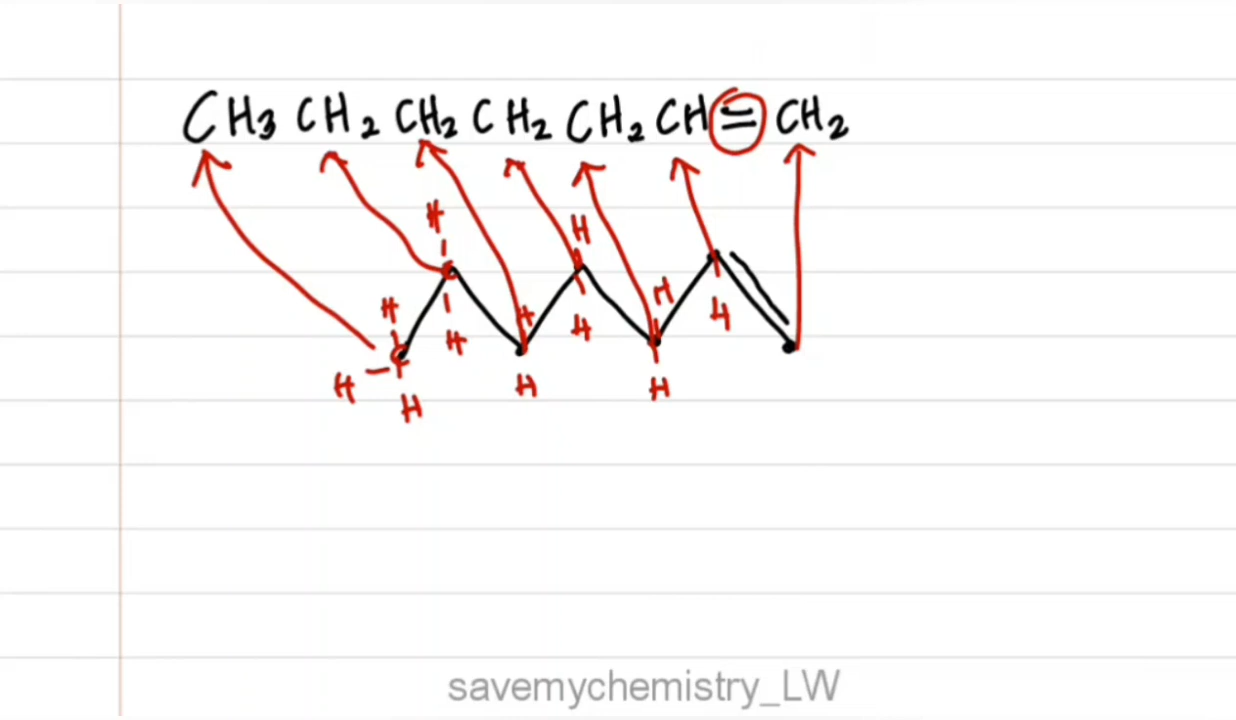 CH3 CH2 CH2 CH2 CH2 CH = CH2
H
H
H H
H H
H H H H
H H
savemychemistry_LW